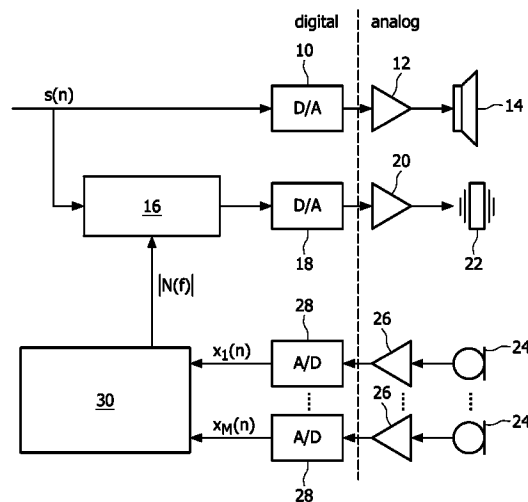 digital analog
10
12
s(n)
D/A
14
20
16
D/A
18
22
|N(f)|
28
26
24
x1(n)
A/D
26
24
30
xM(n)
A/D
28